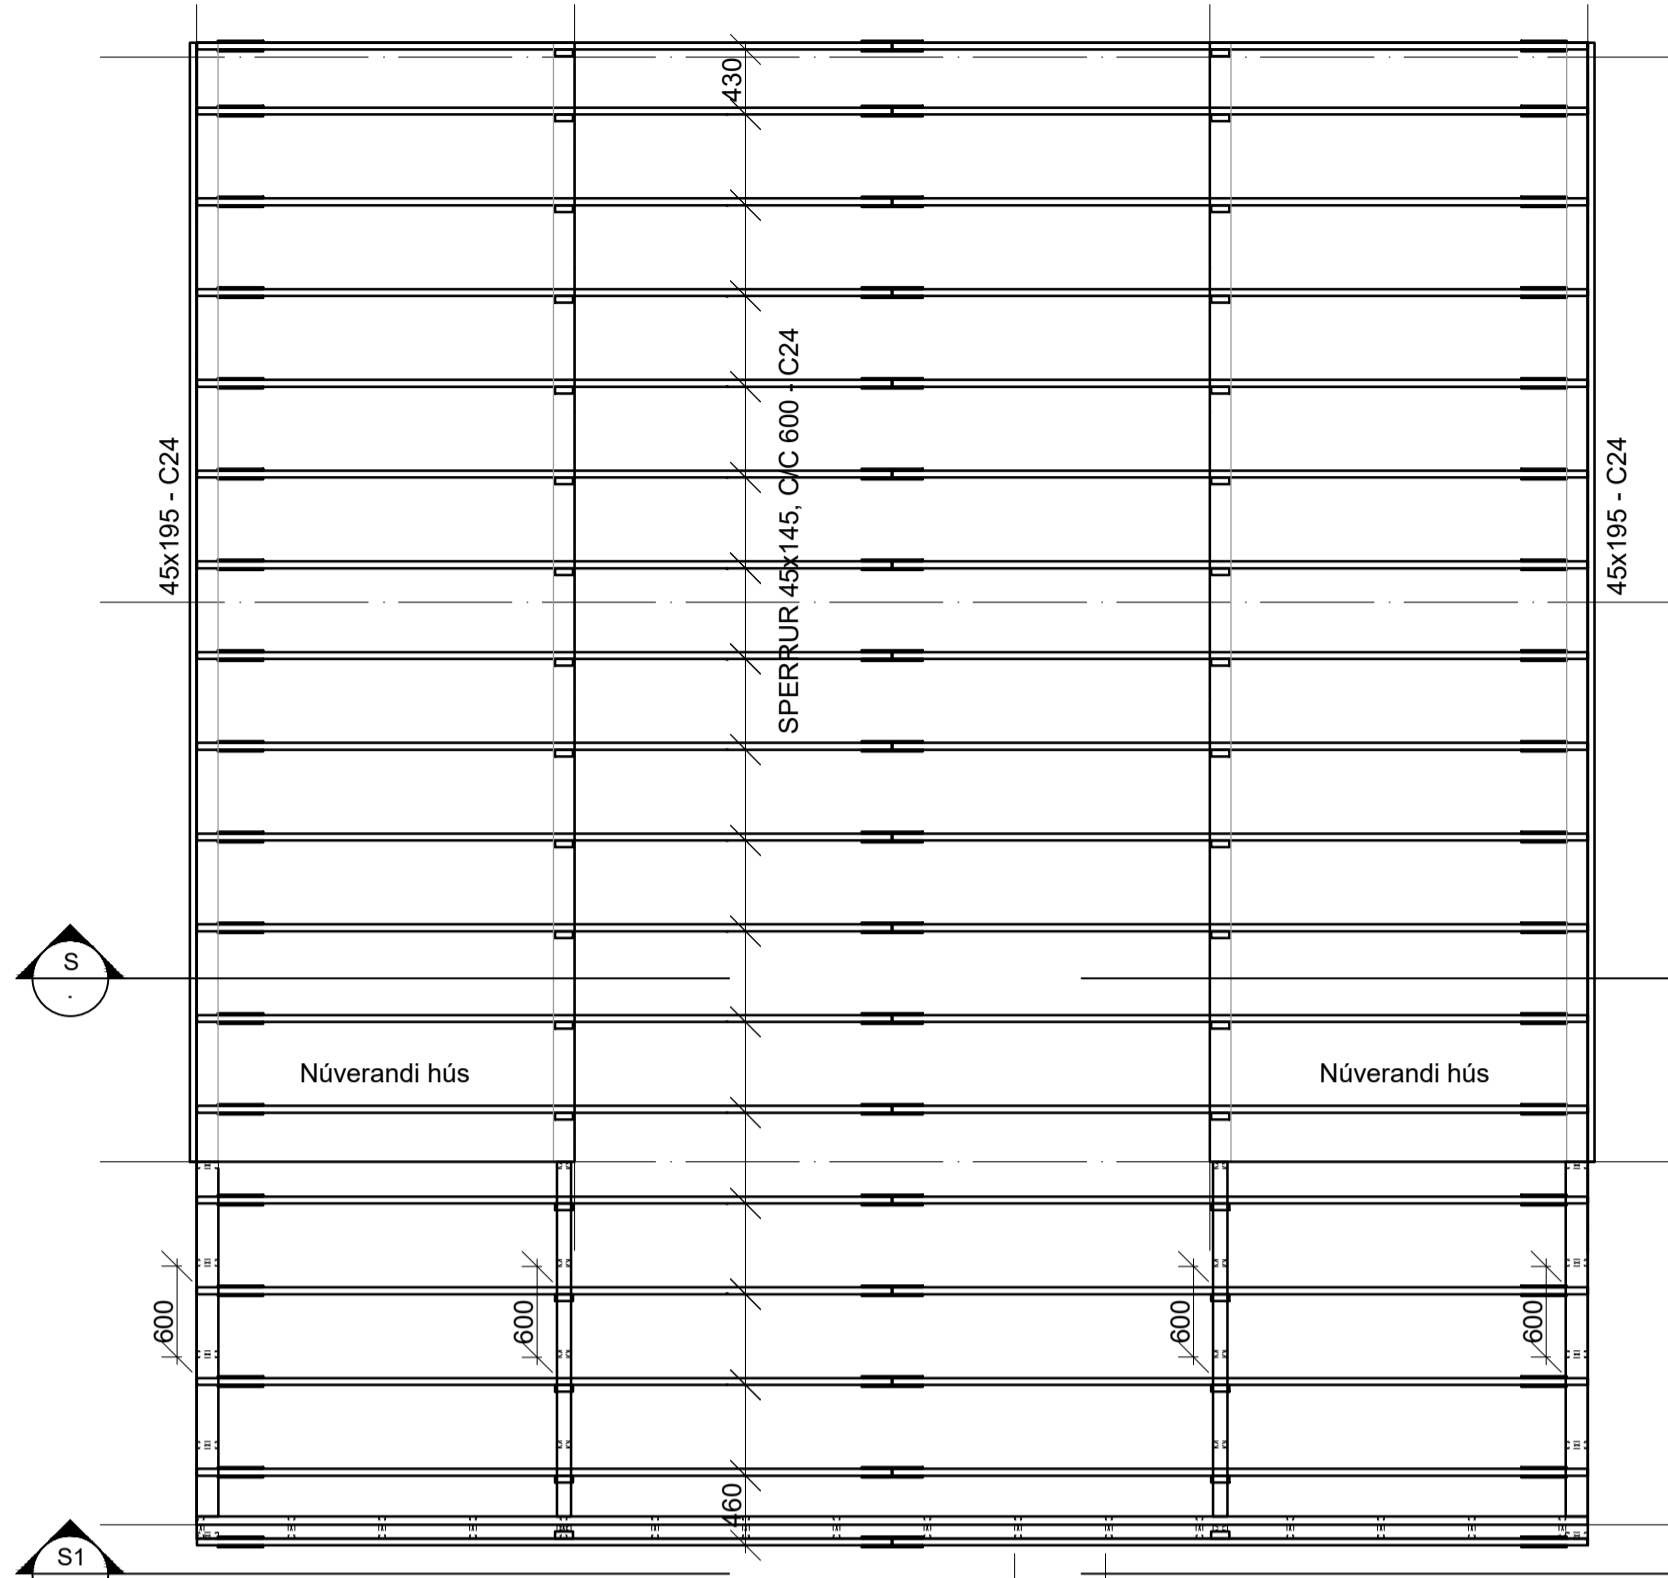 430
SPERRUR 45x145, C/C 600 - C24
45x195 - C24
45x195 - C24
S
Núverandi hús
Núverandi hús
600
600
600
600
460
S1